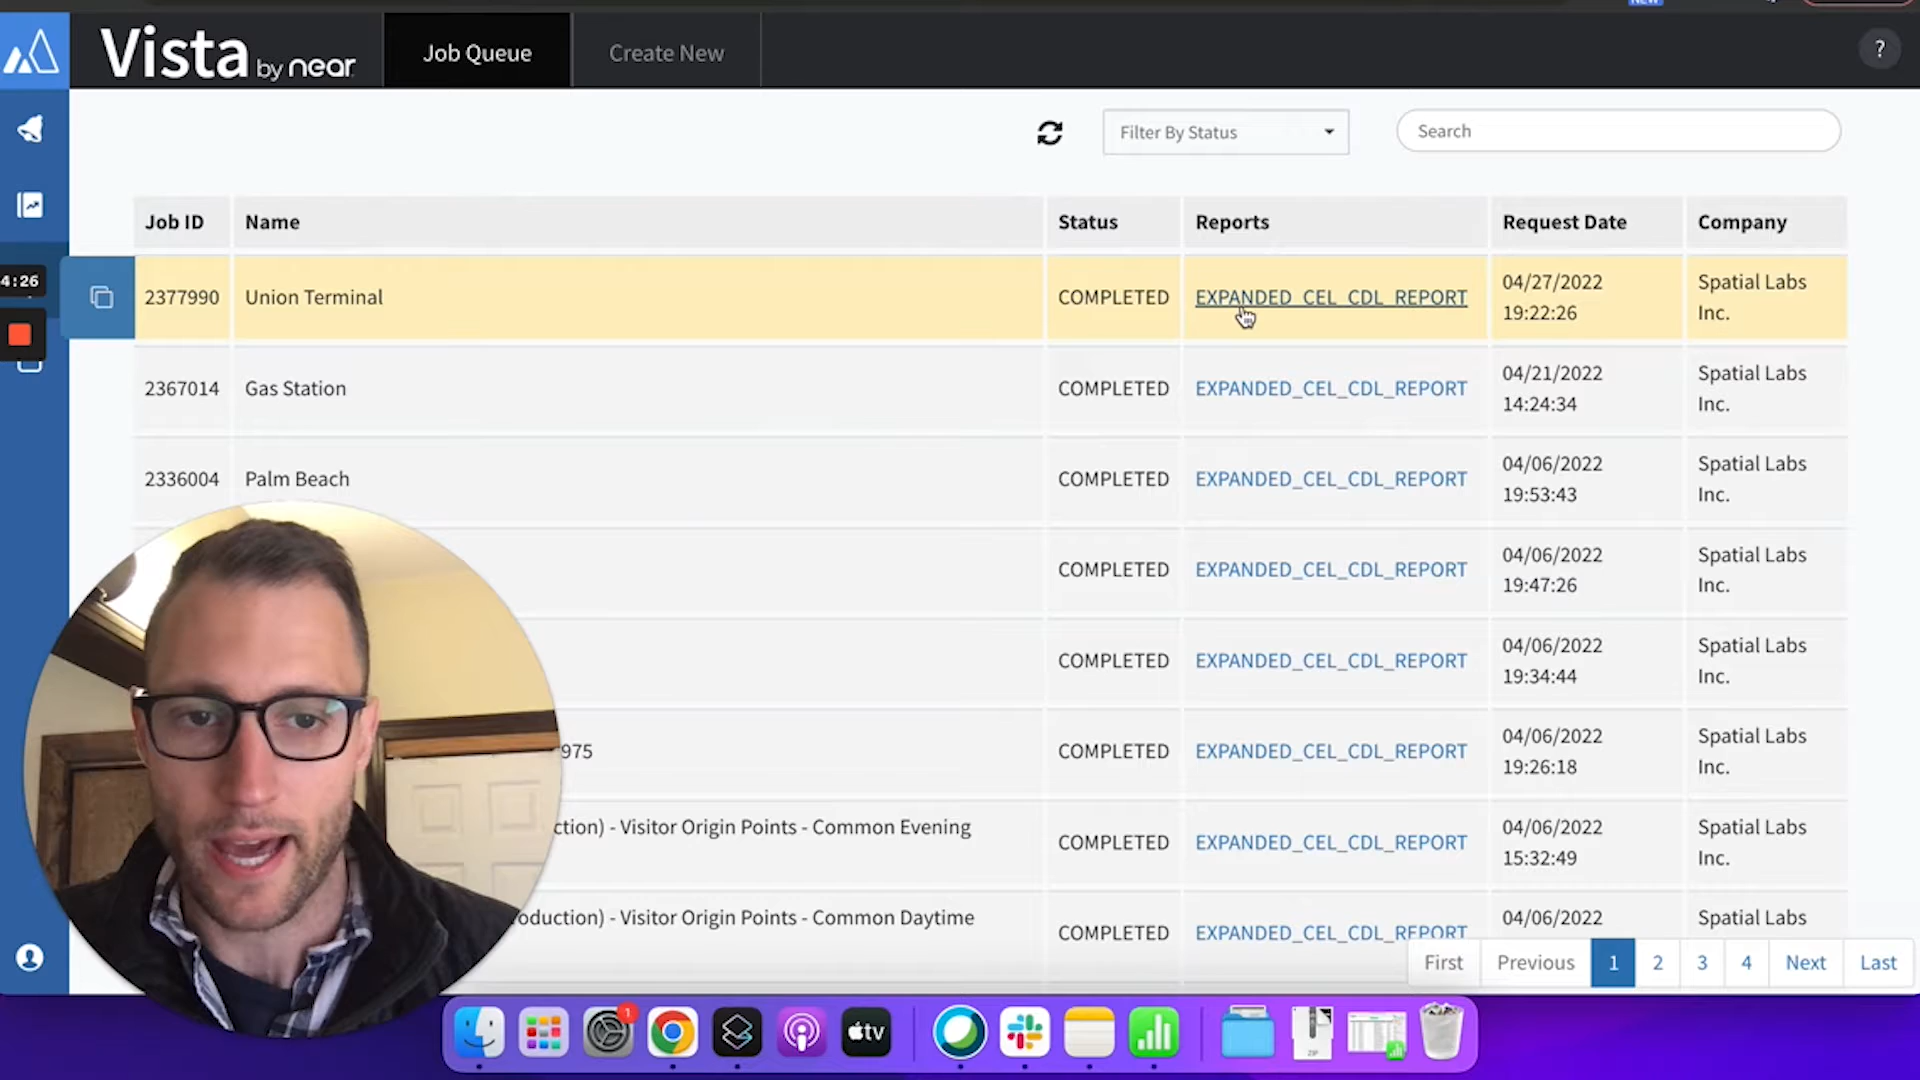 NEW
Vista by near
Job Queue
Create New
?
Filter By Status
Search
Job ID
Name
Status
Reports
Request Date
Company
4:26
2377990
Union Terminal
COMPLETED
EXPANDED_CEL_CDL_REPORT
04/27/2022
19:22:26
Spatial Labs
Inc.
2367014
Gas Station
COMPLETED
EXPANDED_CEL_CDL_REPORT
04/21/2022
14:24:34
Spatial Labs
Inc.
2336004
Palm Beach
COMPLETED
EXPANDED_CEL_CDL_REPORT
04/06/2022
19:53:43
Spatial Labs
Inc.
COMPLETED
EXPANDED_CEL_CDL_REPORT
04/06/2022
19:47:26
Spatial Labs
Inc.
COMPLETED
EXPANDED_CEL_CDL_REPORT
04/06/2022
19:34:44
Spatial Labs
Inc.
975
COMPLETED
EXPANDED_CEL_CDL_REPORT
04/06/2022
19:26:18
Spatial Labs
Inc.
ction) - Visitor Origin Points - Common Evening
COMPLETED
EXPANDED_CEL_CDL_REPORT
04/06/2022
15:32:49
Spatial Labs
Inc.
oduction) - Visitor Origin Points - Common Daytime
COMPLETED
EXPANDED_CEL_CDL_REPORT
04/06/2022
Spatial Labs
First
Previous
1
2
3
4
Next
Last
1
tv
ZIP